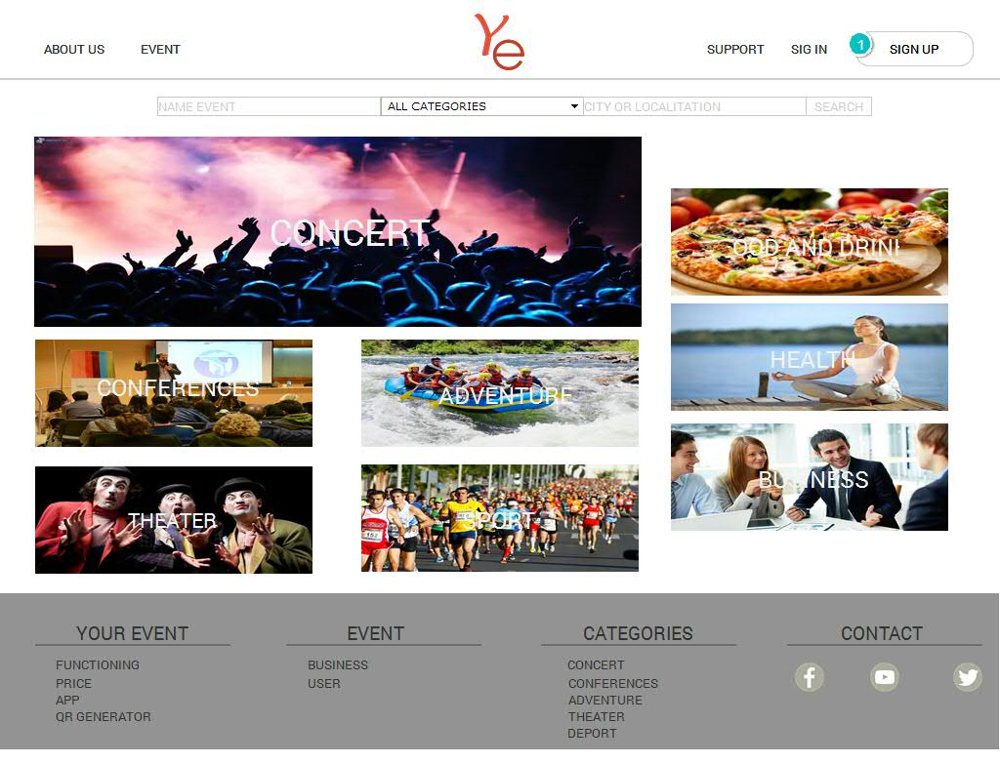 ABOUT US
EVENT
Ye
SUPPORT
SIG IN
1
SIGN UP
NAME EVENT
ALL CATEGORIES
CITY OR LOCALITATION
SEARCH
CONCERT
OOD AND DRIN
HEALTH
CONFERENCES
ADVENTURE
BUSINESS
THEATER
SPORT
152
YOUR EVENT
FUNCTIONING
PRICE
APP
QR GENERATOR
EVENT
BUSINESS
USER
CATEGORIES
CONCERT
CONFERENCES
ADVENTURE
THEATER
DEPORT
CONTACT